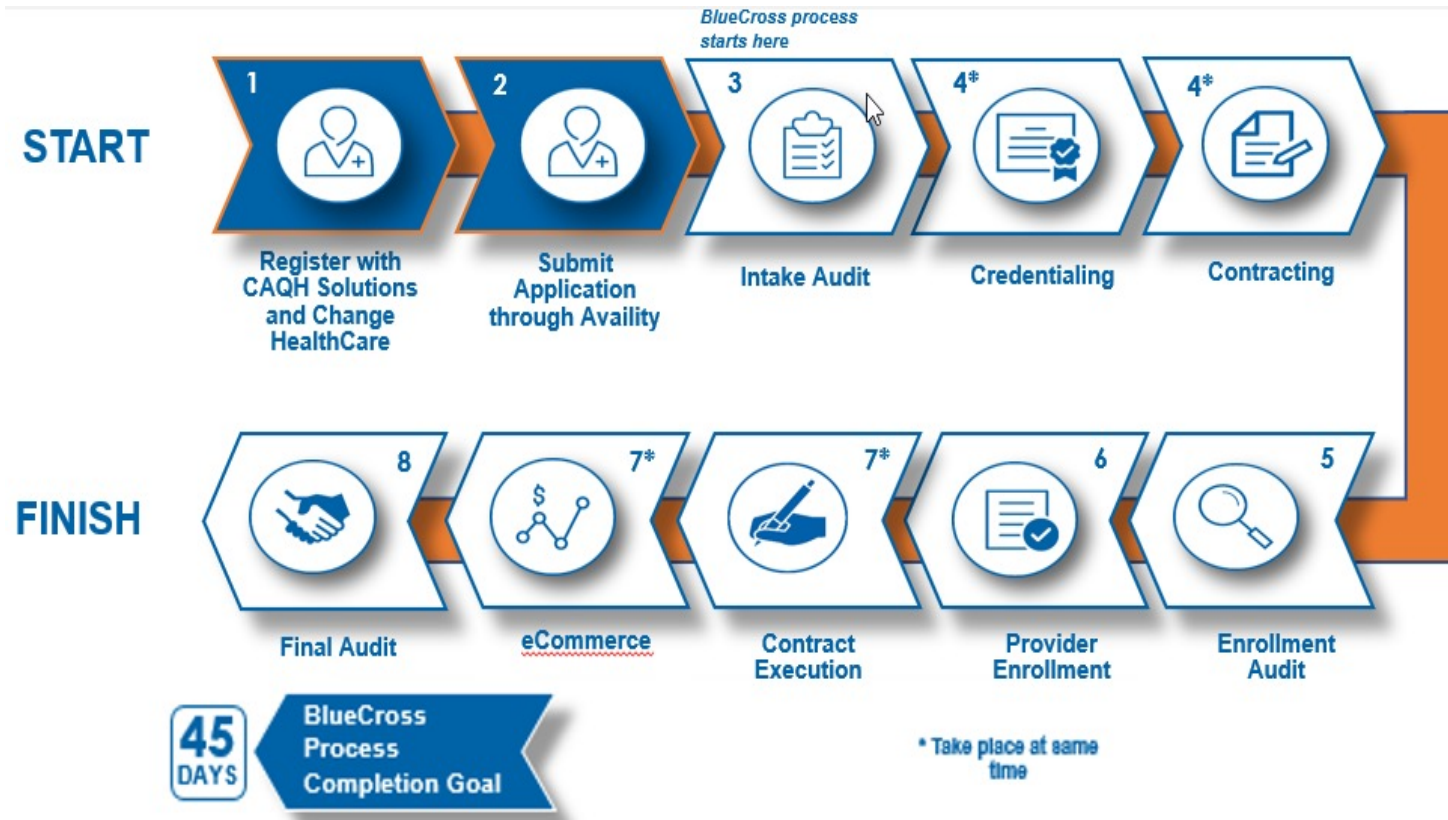 BlueCross process
starts here
START
1
2
3
4*
4*
Register with
CAQH Solutions
and Change
HealthCare
Submit
Application
through Availity
Intake Audit
Credentialing
Contracting
FINISH
8
7*
7*
6
5
$
Final Audit
eCommerce
Contract
Execution
Provider
Enrollment
Enrollment
Audit
45
DAYS
BlueCross
Process
Completion Goal
* Take place at same
time